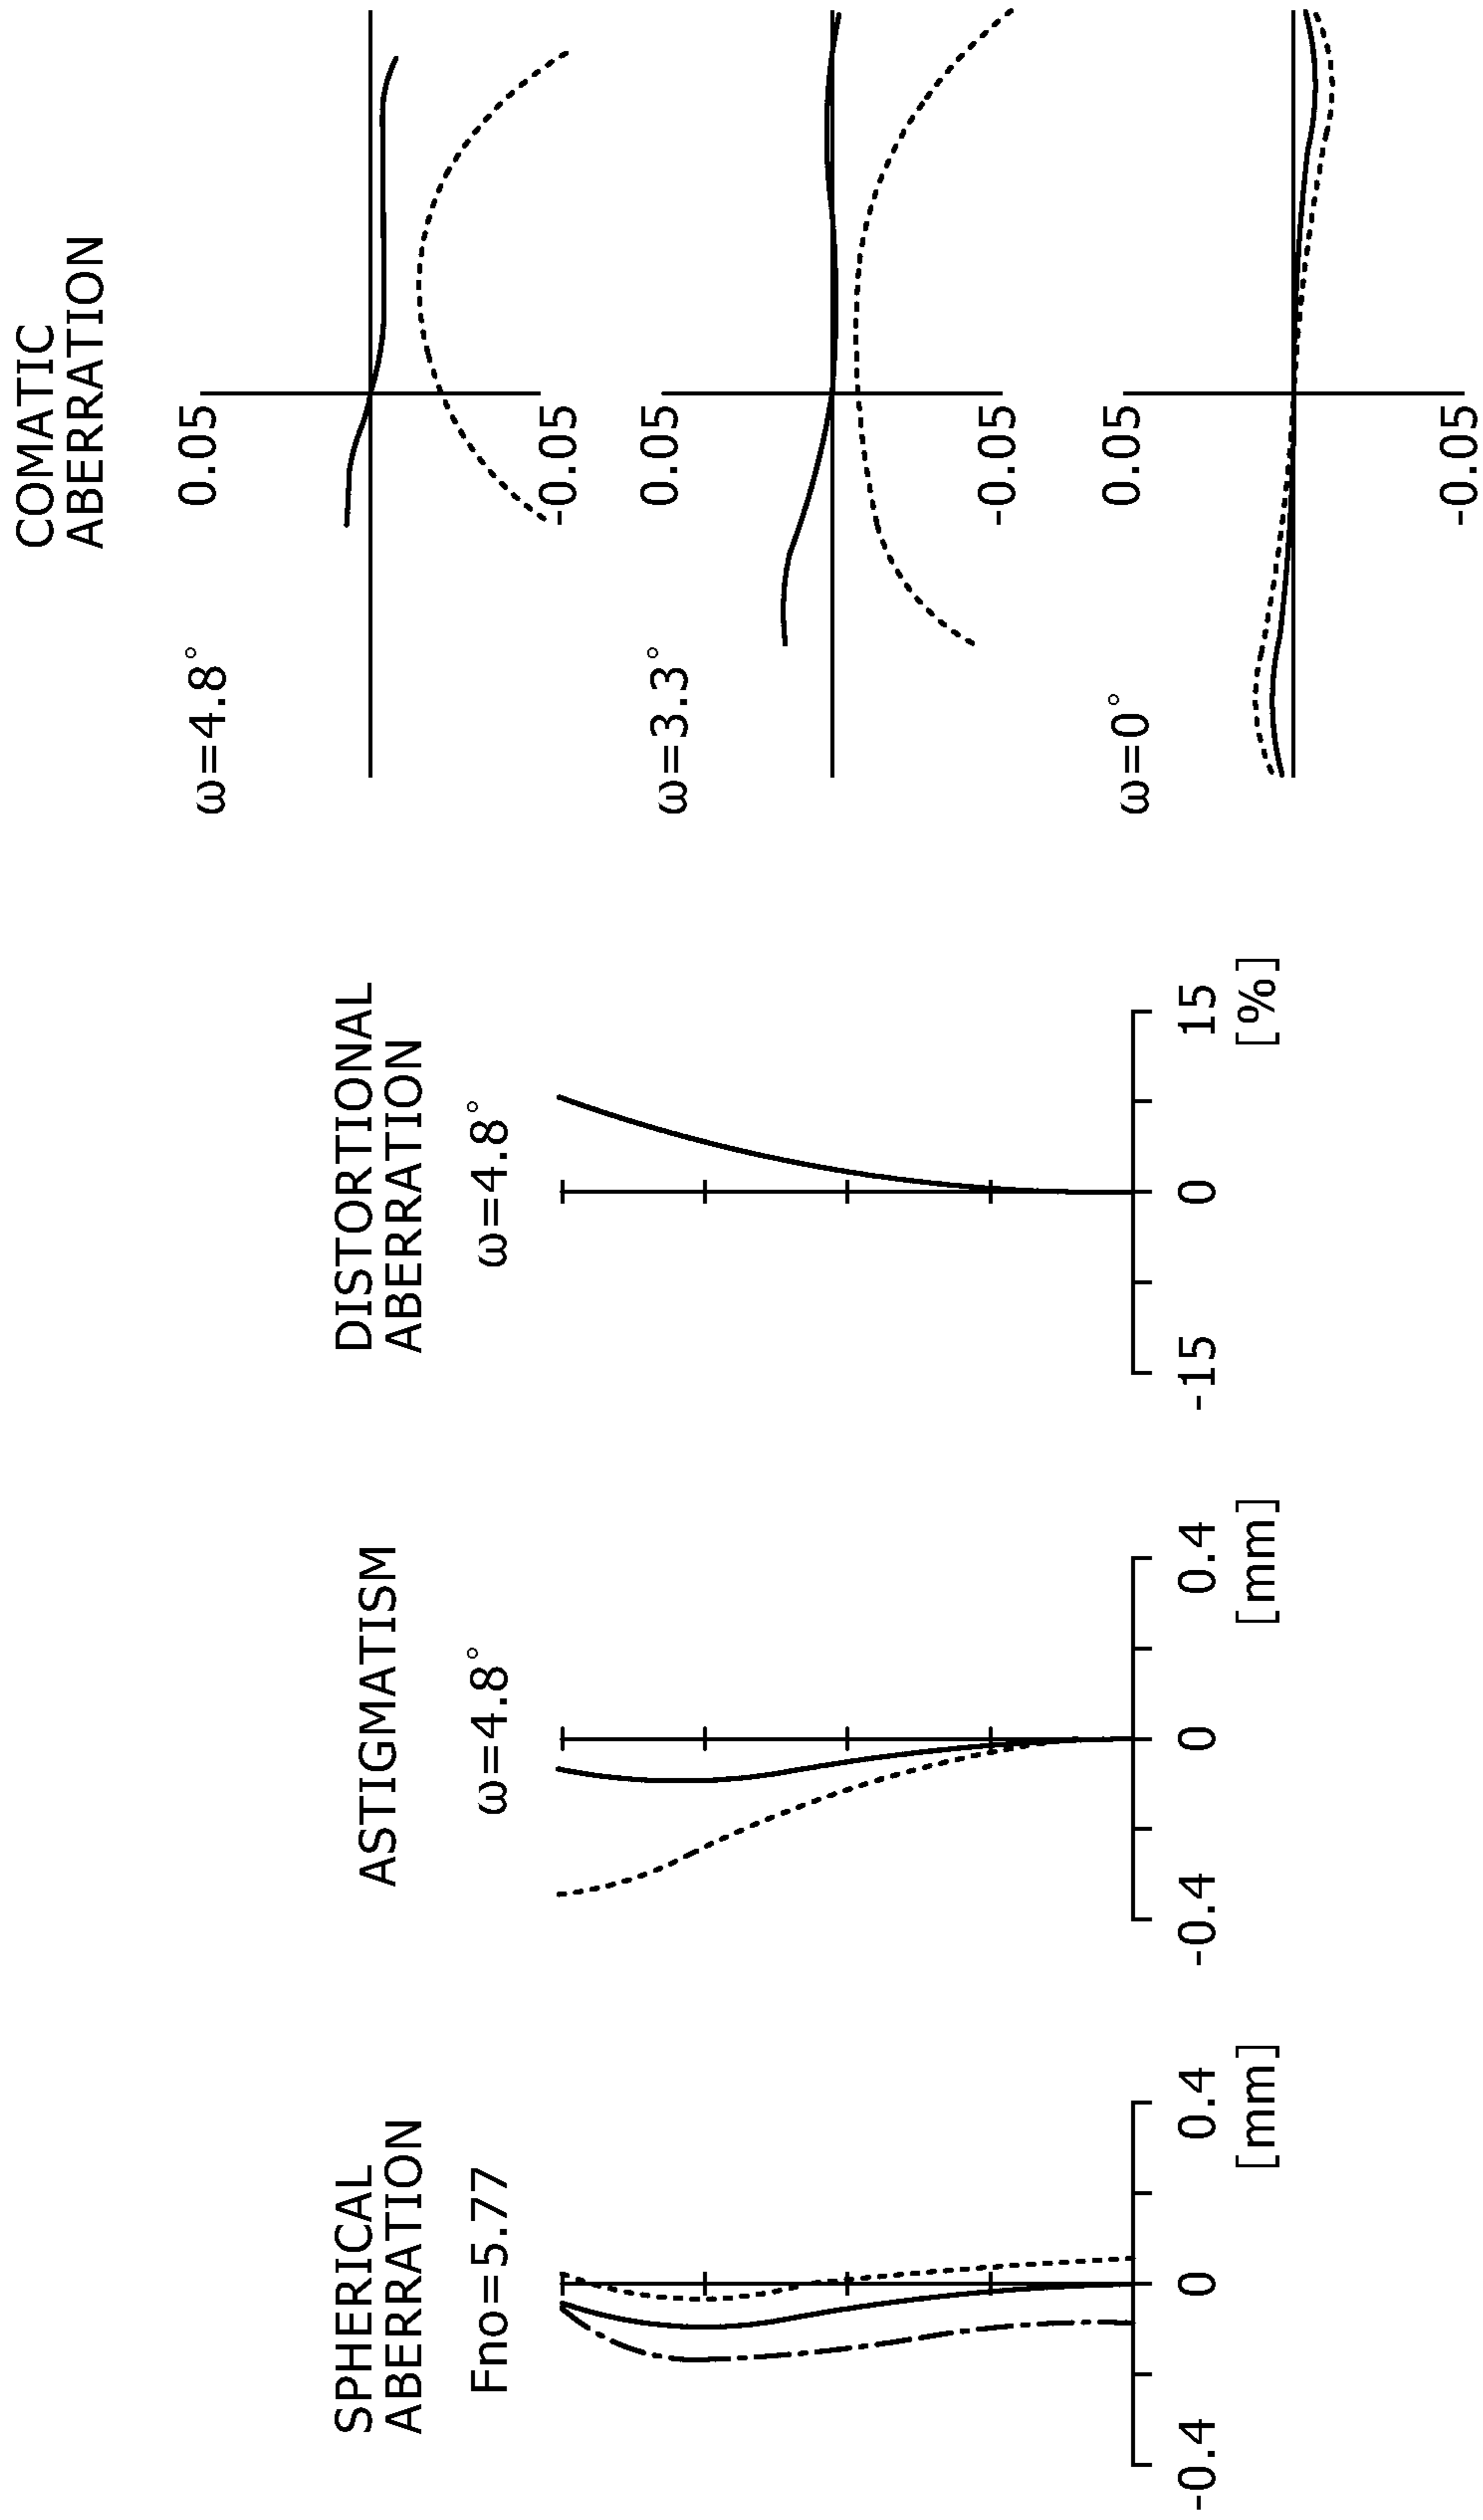 SPHERICAL
ABERRATION
Fno=5.77
-0.4
0
0.4
[mm]
ASTIGMATISM
ω=4.8°
-0.4
0
0.4
[mm]
DISTORTIONAL
ABERRATION
ω=4.8°
-15
0
15
[%]
COMATIC
ABERRATION
ω=4.8°
0.05
-0.05
ω=3.3°
0.05
-0.05
ω=0°
0.05
-0.05